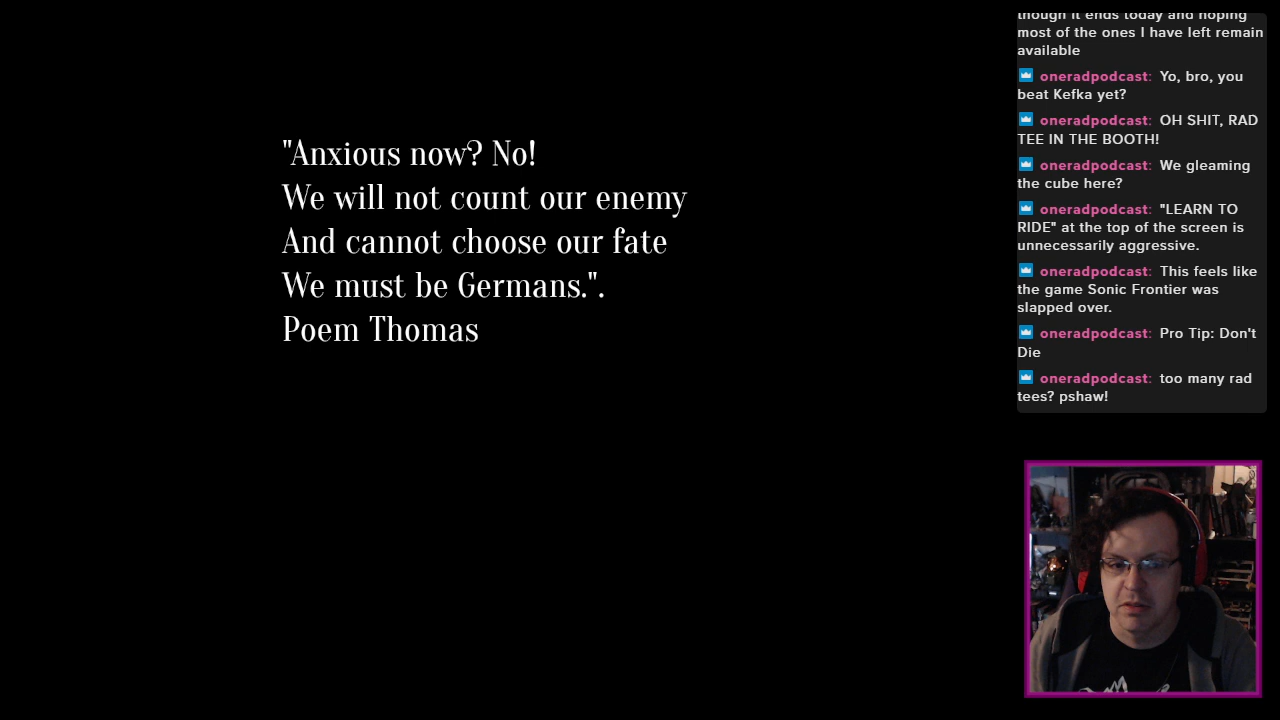 "Anxious now? No!
We will not count our enemy
And cannot choose our fate
We must be Germans.".
Poem Thomas
though it ends today and hoping
most of the ones I have left remain
available
oneradpodcast: Yo, bro, you
beat Kefka yet?
oneradpodcast: OH SHIT, RAD
TEE IN THE BOOTH!
oneradpodcast: We gleaming
the cube here?
oneradpodcast: "LEARN TO
RIDE" at the top of the screen is
unnecessarily aggressive.
oneradpodcast: This feels like
the game Sonic Frontier was
slapped over.
oneradpodcast: Pro Tip: Don't
Die
oneradpodcast: too many rad
tees? pshaw!